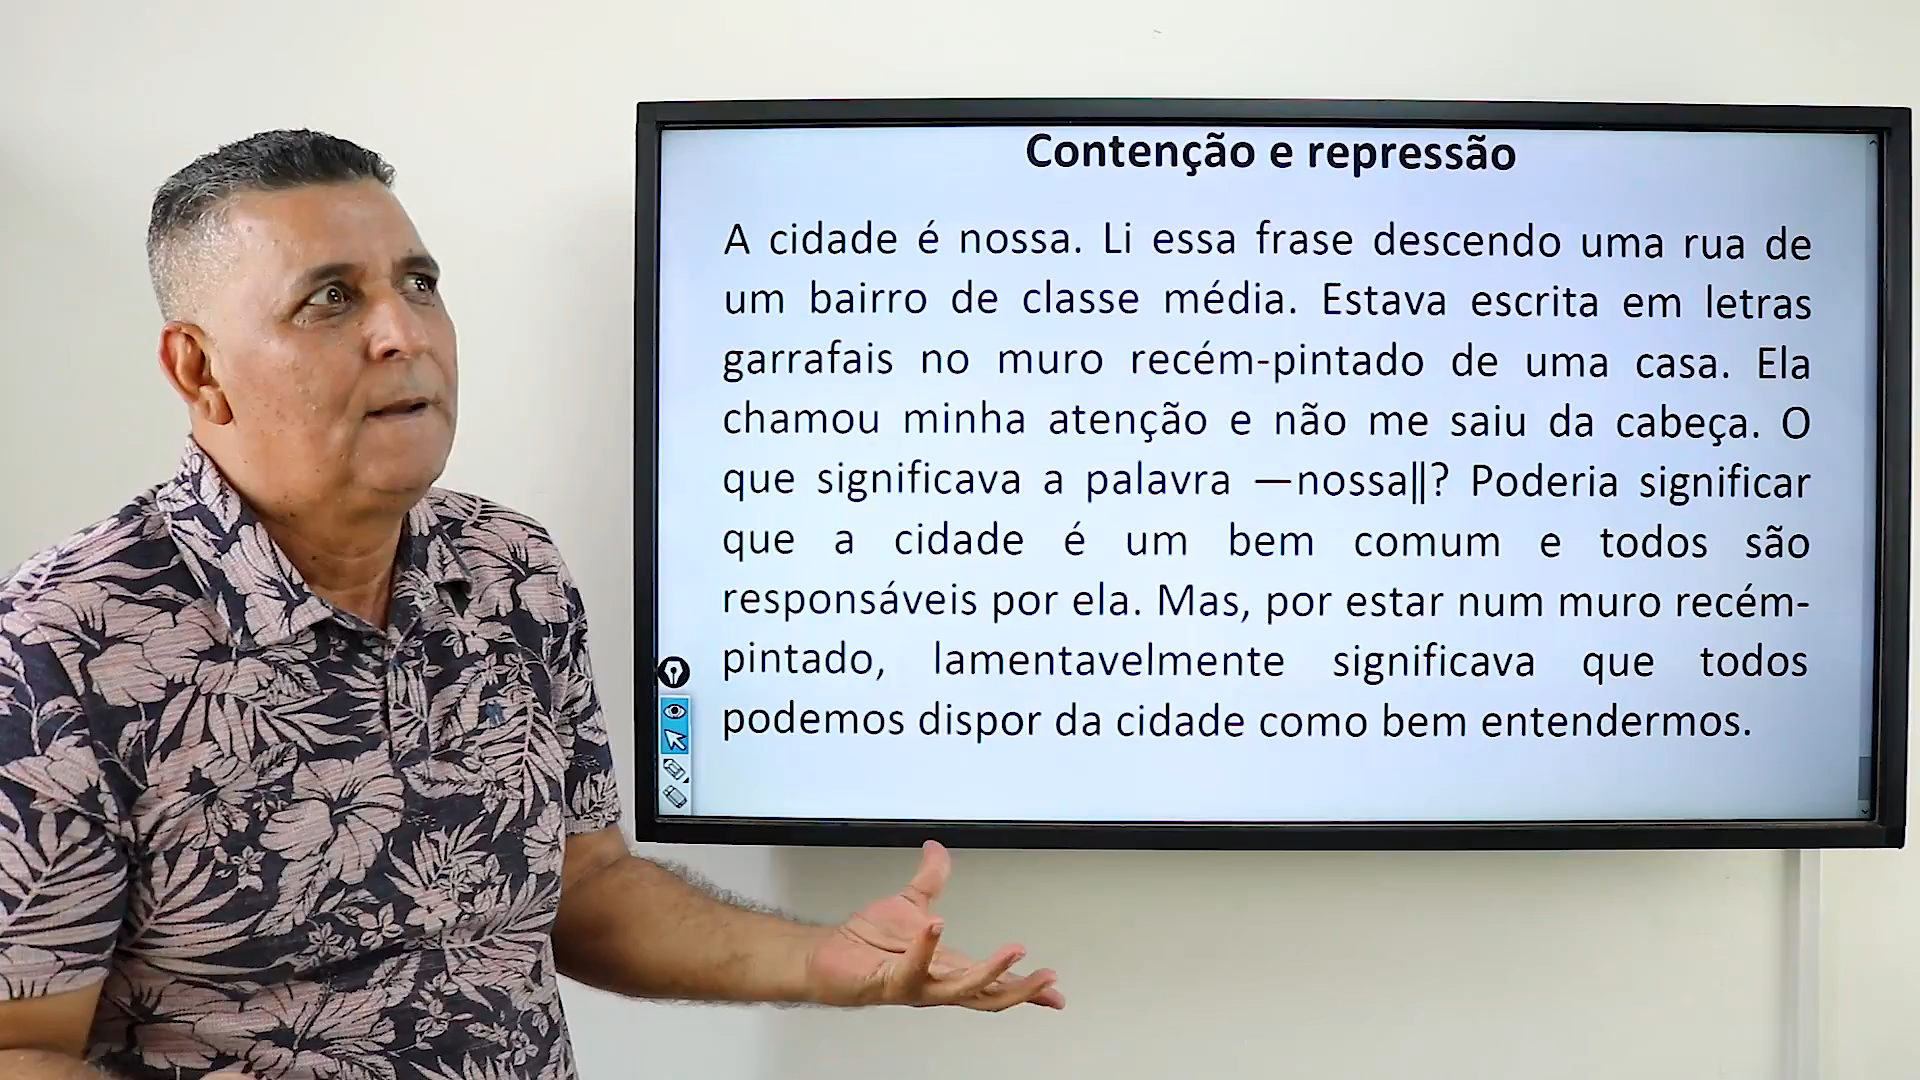 Contenção e repressão
A cidade é nossa. Li essa frase descendo uma rua de
um bairro de classe média. Estava escrita em letras
garrafais no muro recém-pintado de uma casa. Ela
chamou minha atenção e não me saiu da cabeça. O
que significava a palavra ―nossa‖? Poderia significar
que a cidade é um bem comum e todos são
responsáveis por ela. Mas, por estar num muro recém-
pintado, lamentavelmente significava que todos
podemos dispor da cidade como bem entendermos.